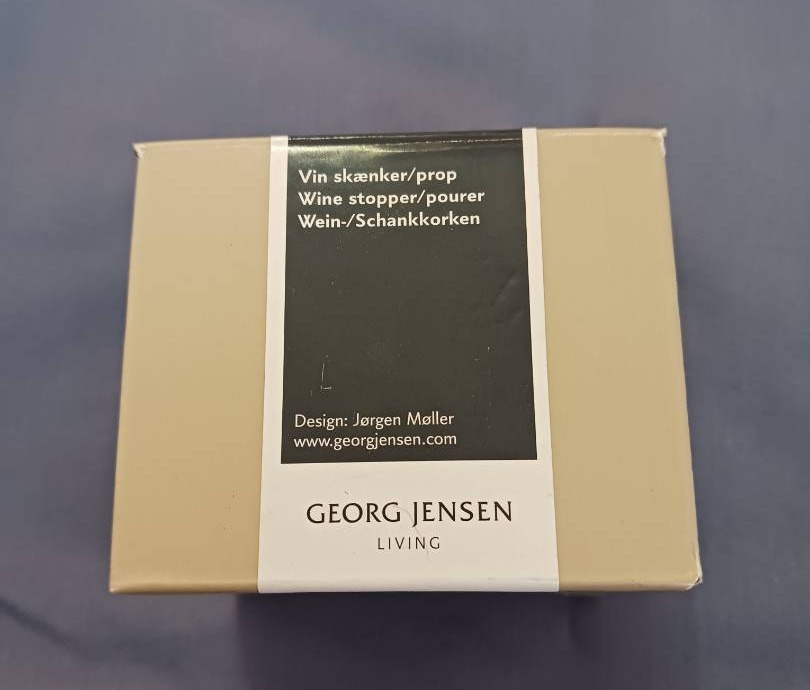 Vin skænker/prop
Wine stopper/pourer
Wein-/Schankkorken
Design: Jørgen Møller
www.georgjensen.com
GEORG JENSEN
LIVING